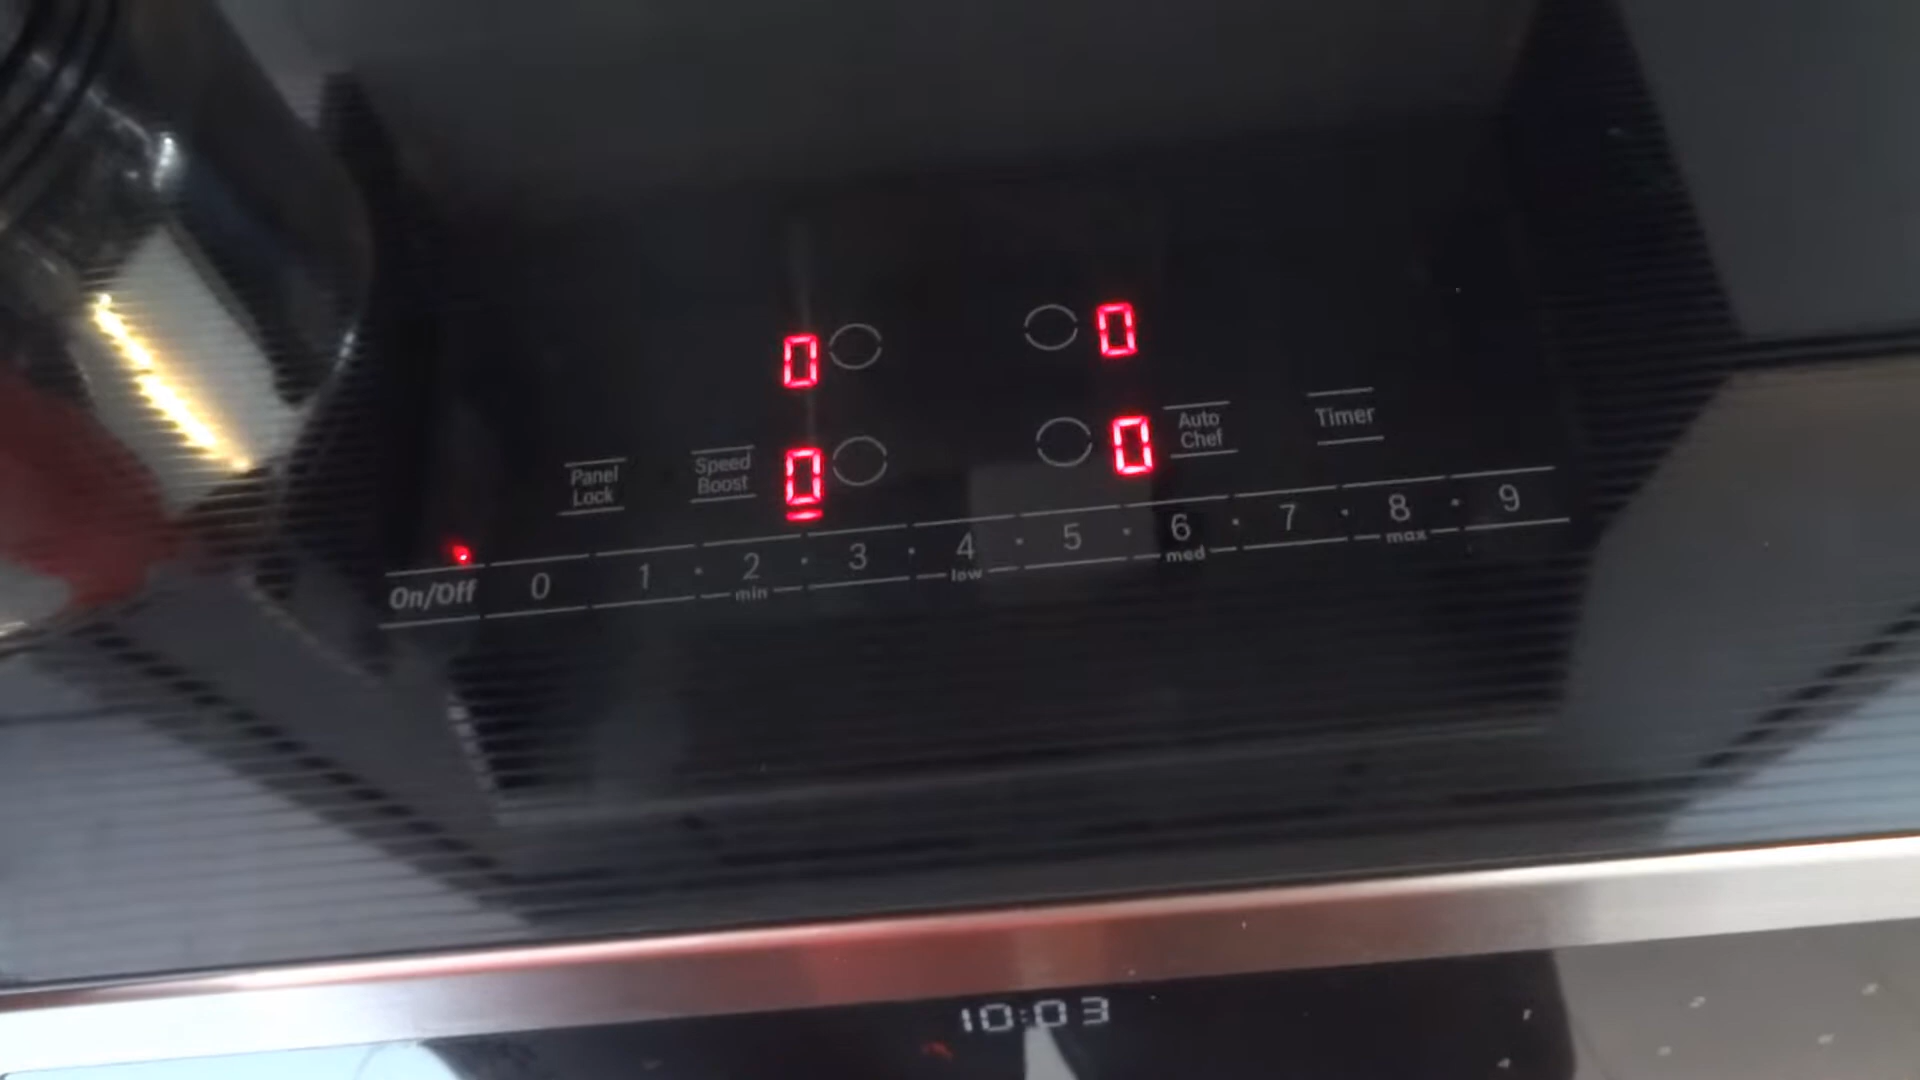 0 0
0 0
Panel Lock
Speed Boost
Auto Chef
Timer
On/Off 0 1 · 2 · 3 · 4 · 5 · 6 · 7 · 8 · 9
min low med max
10:03